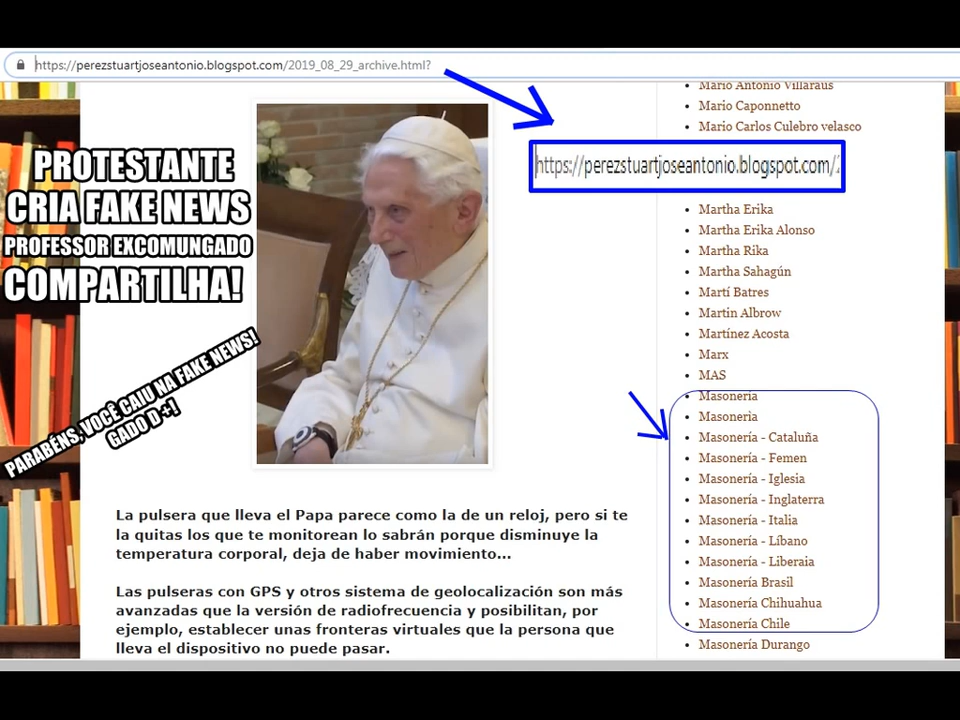 https://perezstuartjoseantonio.blogspot.com/2019_08_29_archive.html?
PROTESTANTE
CRIA FAKE NEWS
PROFESSOR EXCOMUNGADO
COMPARTILHA!
PARABÉNS, VOCÊ CAIU NA FAKE NEWS!
GADO D +!
La pulsera que lleva el Papa parece como la de un reloj, pero si te
la quitas los que te monitorean lo sabrán porque disminuye la
temperatura corporal, deja de haber movimiento...
Las pulseras con GPS y otros sistema de geolocalización son más
avanzadas que la versión de radiofrecuencia y posibilitan, por
ejemplo, establecer unas fronteras virtuales que la persona que
lleva el dispositivo no puede pasar.
Mario Antonio Villaraus
Mario Caponnetto
Mario Carlos Culebro velasco
https://perezstuartjoseantonio.blogspot.com/
Martha Erika
Martha Erika Alonso
Martha Rika
Martha Sahagún
Martí Batres
Martin Albrow
Martínez Acosta
Marx
MAS
Masoneria
Masoneria
Masonería - Cataluña
Masonería - Femen
Masonería - Iglesia
Masonería - Inglaterra
Masonería - Italia
Masonería - Líbano
Masonería - Liberaia
Masonería Brasil
Masonería Chihuahua
Masonería Chile
Masonería Durango